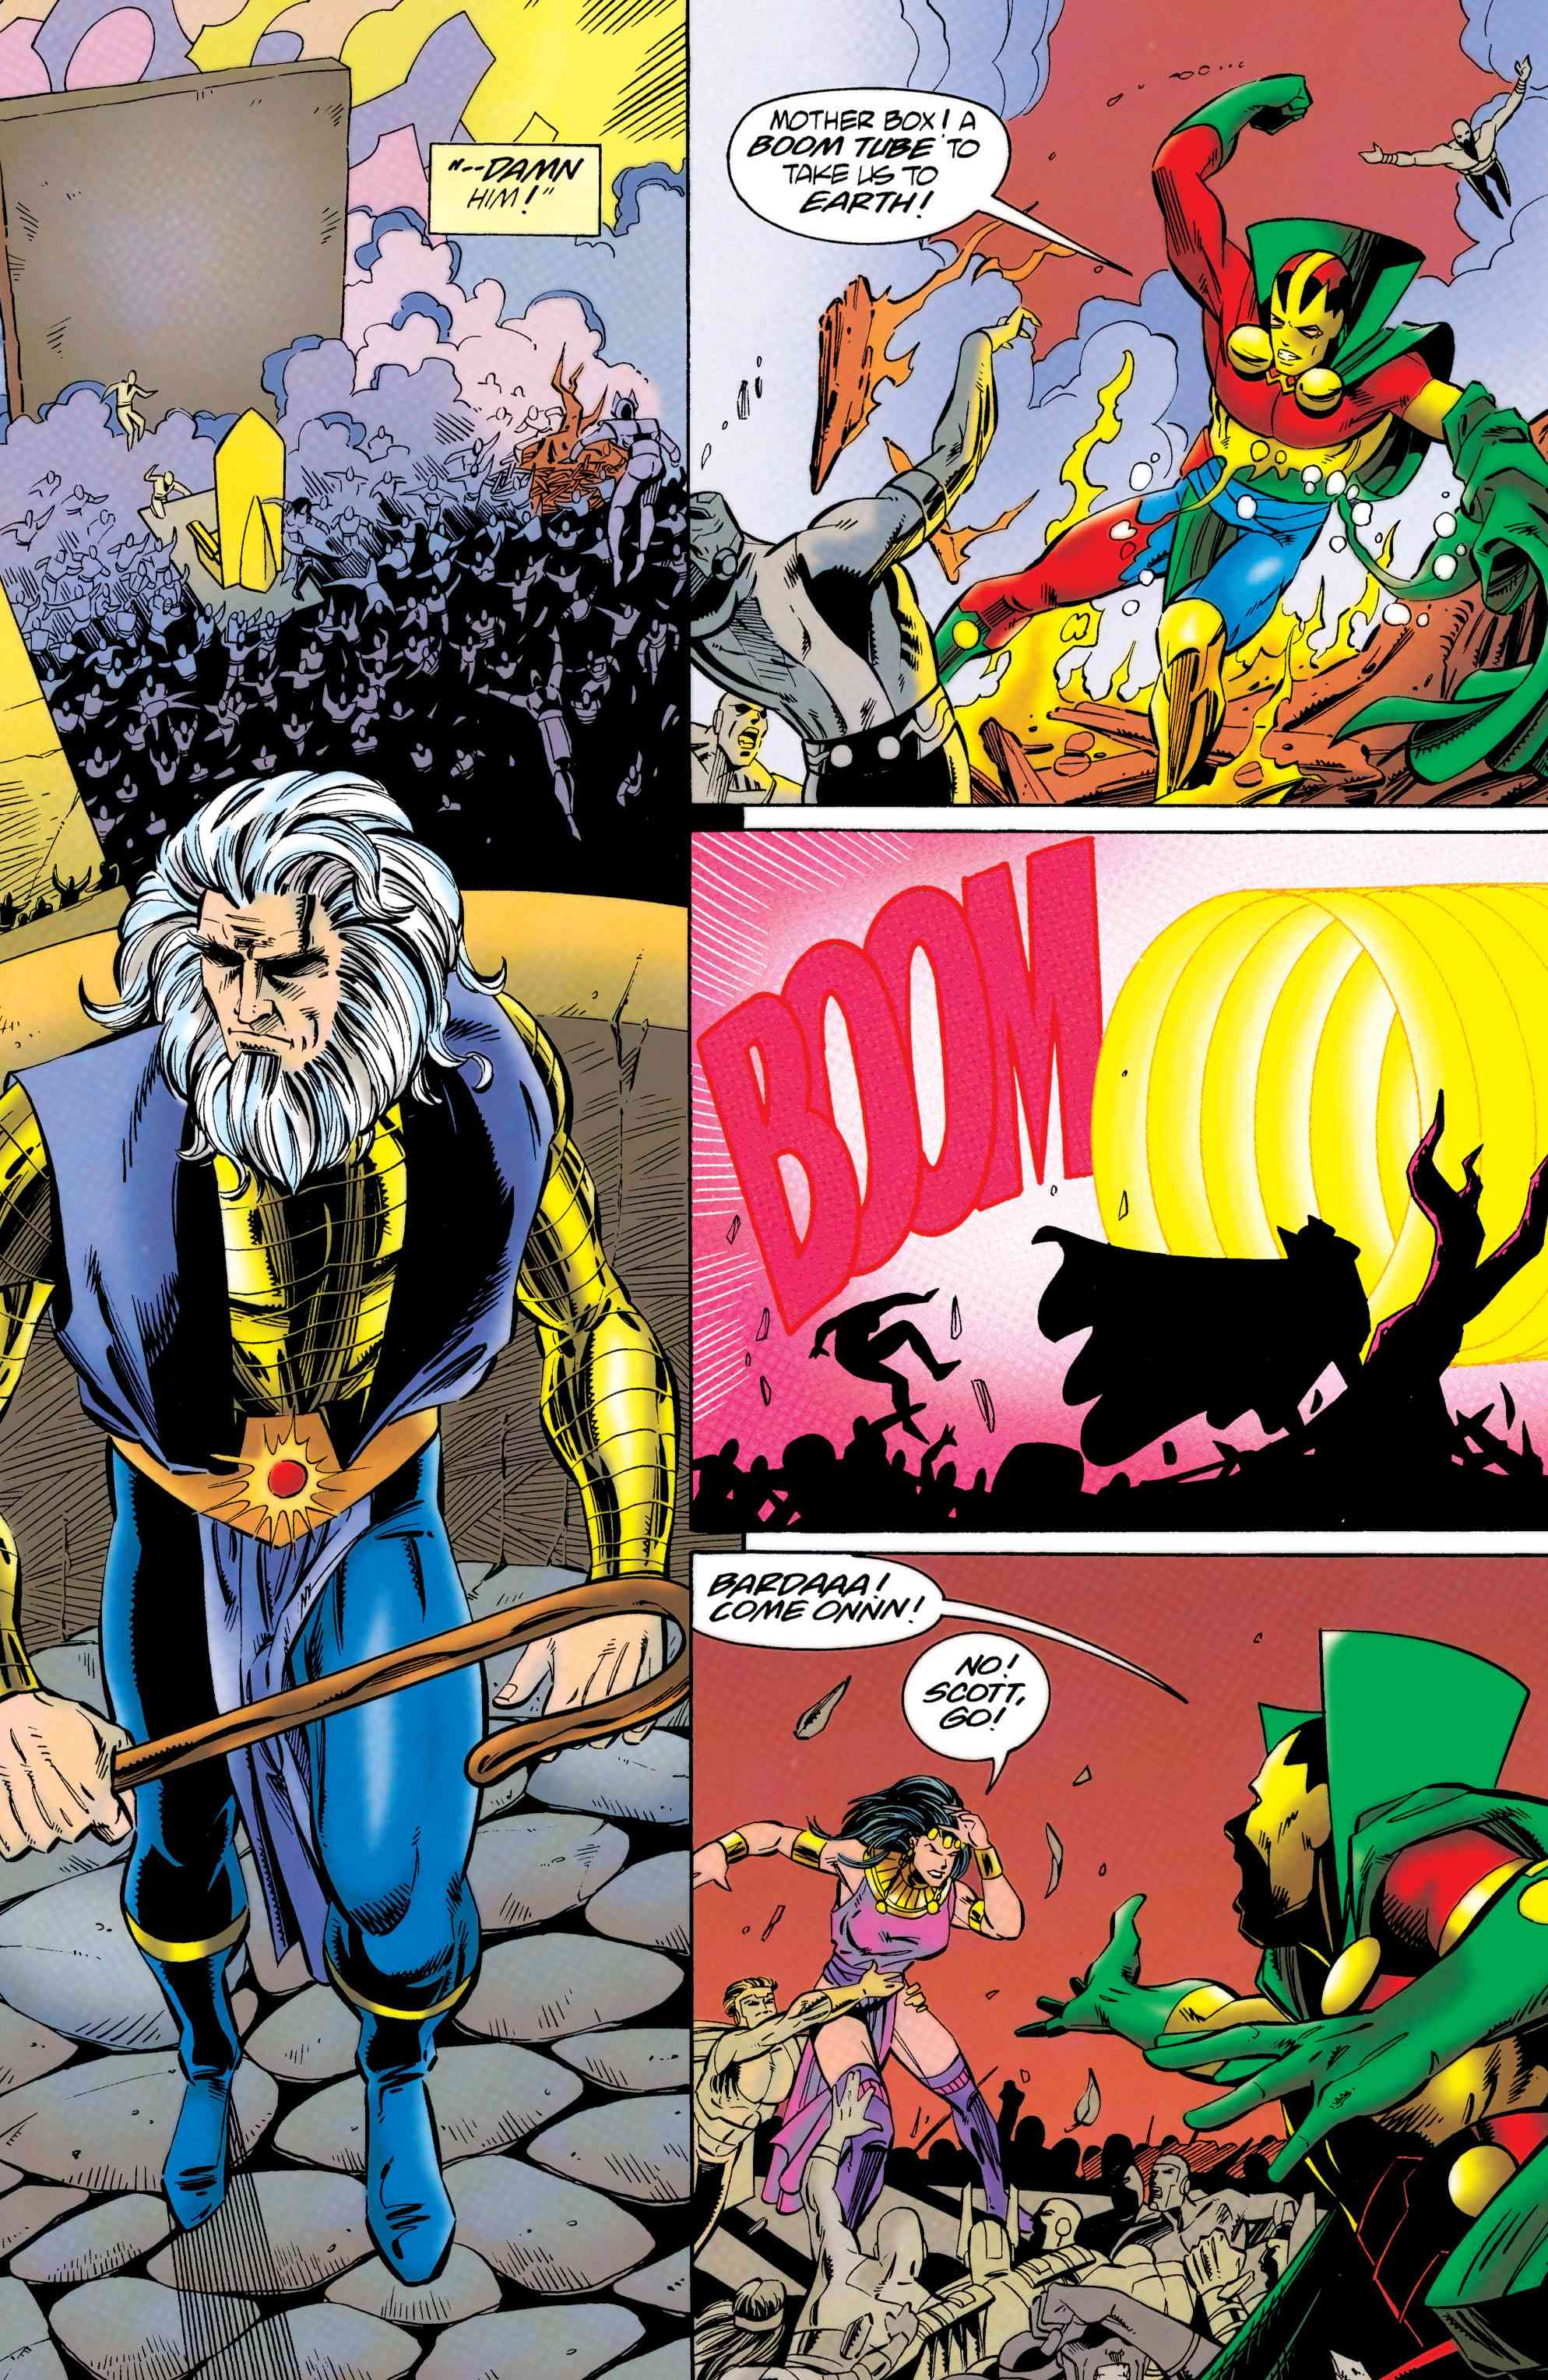 "--DAMN
HIM!"
MOTHER BOX! A
BOOM TUBE TO
TAKE US TO
EARTH!
BOOM
BARDAAA!
COME ONNN!
NO!
SCOTT,
GO!